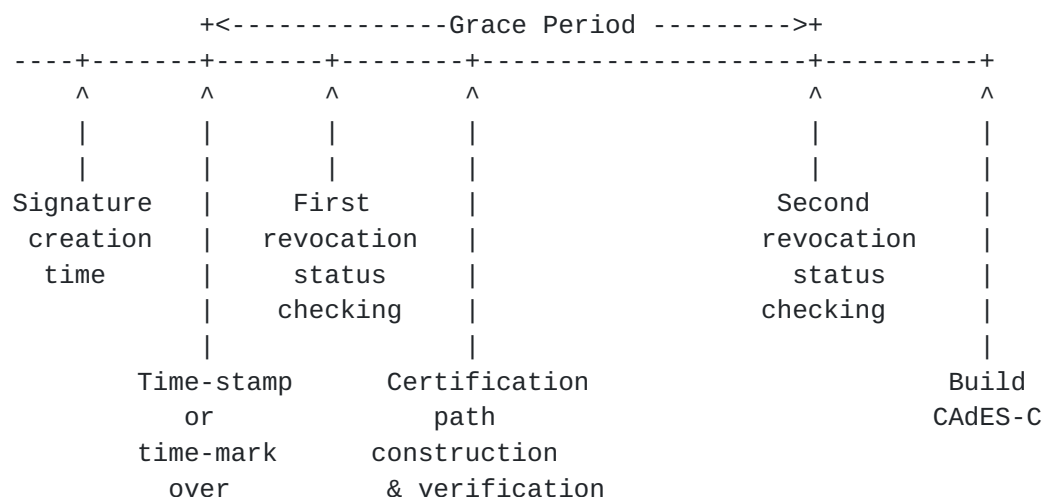 +<--------------Grace Period --------->+
----+-------+-------+--------+---------------------+----------+
^ ^ ^ ^ ^ ^
| | | | | |
| | | | | |
Signature | First | Second |
creation | revocation | revocation |
time | status | status |
| checking | checking |
| | |
Time-stamp Certification Build
or path CAdES-C
time-mark construction
over & verification